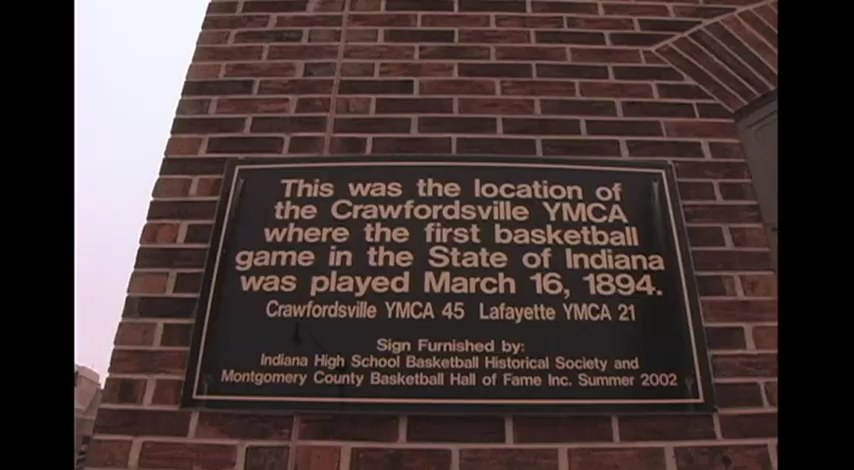 This was the location of
the Crawfordsville YMCA
where the first basketball
game in the State of Indiana
was played March 16, 1894.
Crawfordsville YMCA 45 Lafayette YMCA 21
Sign Furnished by:
Indiana High School Basketball Historical Society and
Montgomery County Basketball Hall of Fame Inc. Summer 2002